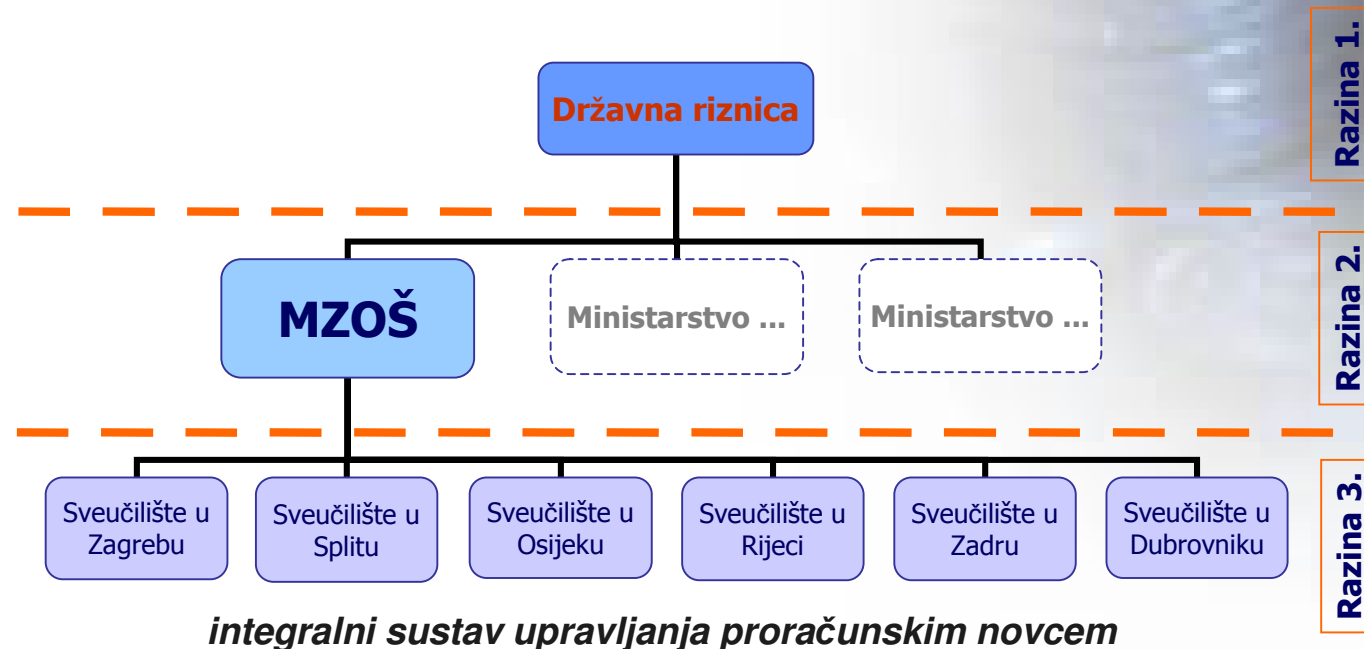 Državna riznica
Razina 1.
MZOŠ
Ministarstvo ...
Ministarstvo ...
Razina 2.
Sveučilište u
Zagrebu
Sveučilište u
Splitu
Sveučilište u
Osijeku
Sveučilište u
Rijeci
Sveučilište u
Zadru
Sveučilište u
Dubrovniku
Razina 3.
integralni sustav upravljanja proračunskim novcem